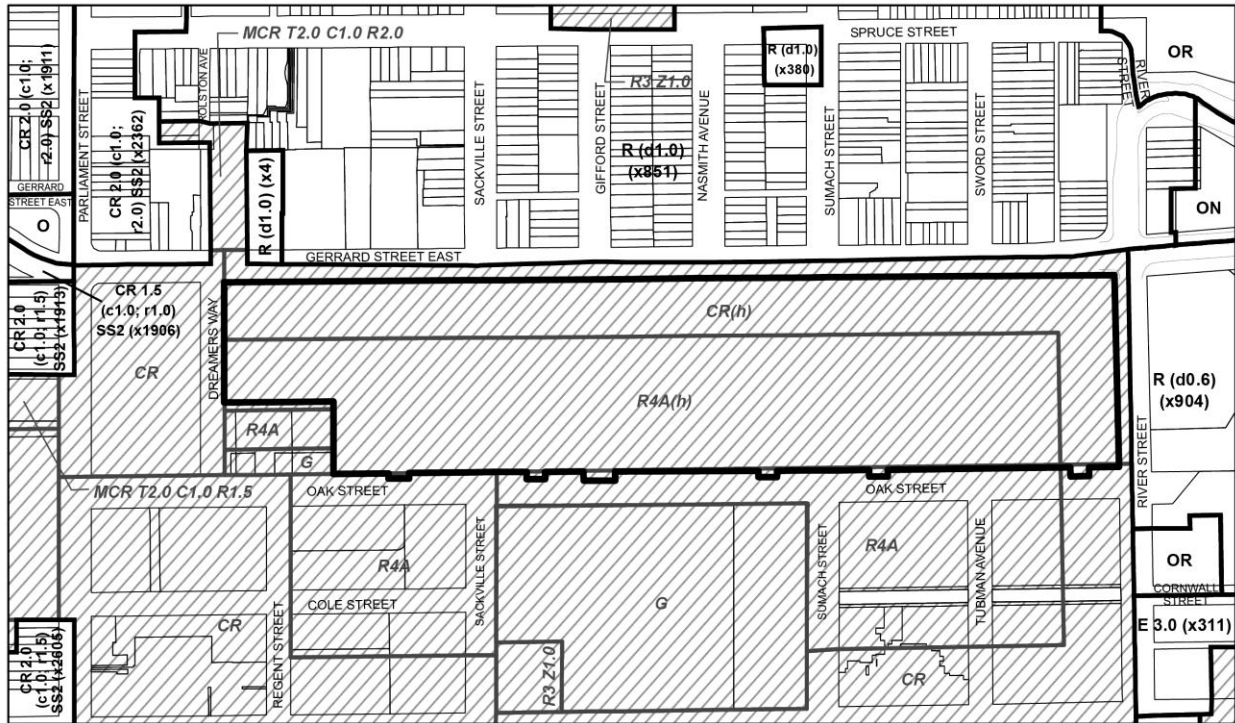 MCR T2.0 C1.0 R2.0
SPRUCE STREET
CR 2.0 (c1.0;
r2.0) SS2 (x1911)
PARLIAMENT STREET
ROLSTON AVE
R (d1.0)
(x380)
OR
RIVER
STREET
R3 Z1.0
CR 2.0 (c1.0;
r2.0) SS2 (x2362)
SACKVILLE STREET
GIFFORD STREET
R (d1.0)
(x851)
NASMITH AVENUE
SUMACH STREET
SWORD STREET
GERRARD
STREET EAST
O
R (d1.0) (x4)
ON
GERRARD STREET EAST
CR 1.5
(c1.0; r1.0)
SS2 (x1906)
CR 2.0
(c1.0; r1.5)
SS2 (x1913)
DREAMERS WAY
CR(h)
CR
R4A(h)
R (d0.6)
(x904)
R4A
G
RIVER STREET
MCR T2.0 C1.0 R1.5
OAK STREET
OAK STREET
SACKVILLE STREET
R4A
SUMACH STREET
R4A
TUBMAN AVENUE
OR
CORNWALL
STREET
COLE STREET
G
E 3.0 (x311)
CR 2.0
(c1.0; r1.5)
SS2 (x2605)
CR
REGENT STREET
R3 Z1.0
CR